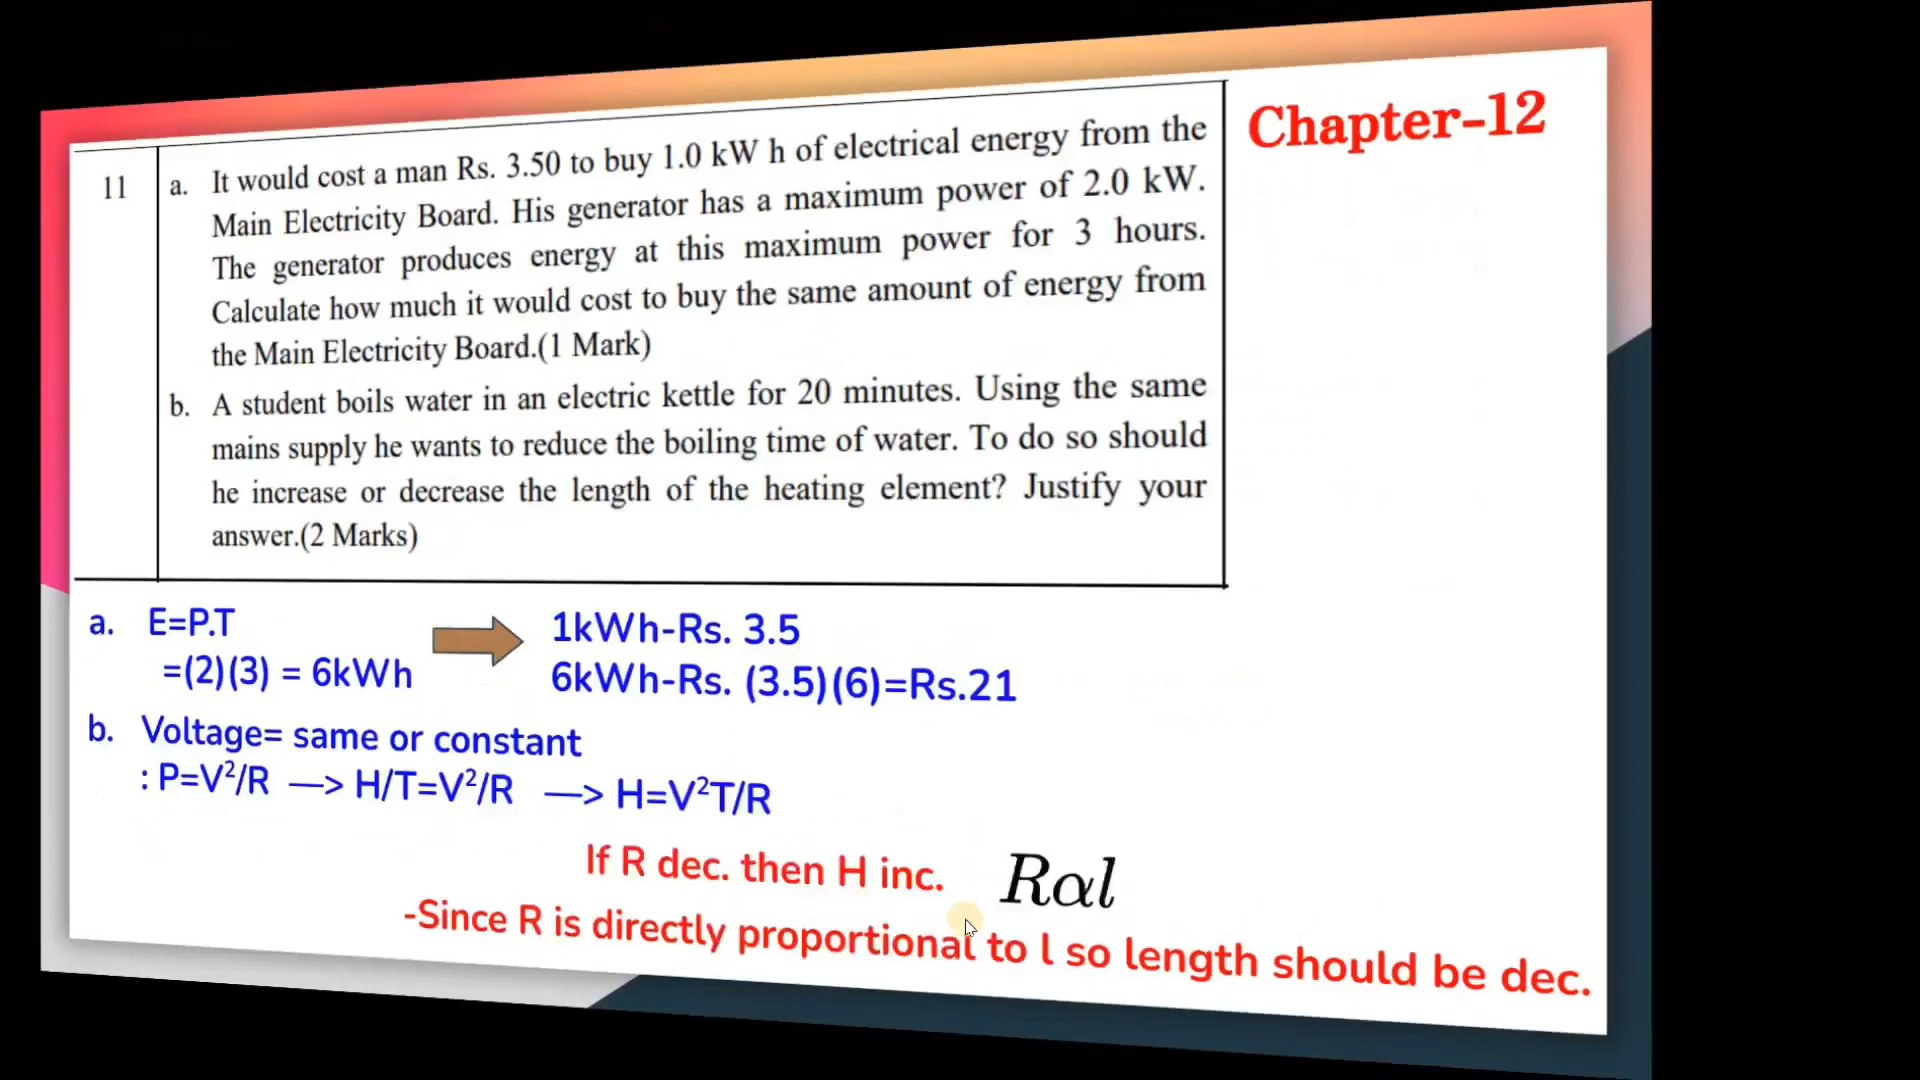 Chapter-12
11
a. It would cost a man Rs. 3.50 to buy 1.0 kW h of electrical energy from the
Main Electricity Board. His generator has a maximum power of 2.0 kW.
The generator produces energy at this maximum power for 3 hours.
Calculate how much it would cost to buy the same amount of energy from
the Main Electricity Board.(1 Mark)
b. A student boils water in an electric kettle for 20 minutes. Using the same
mains supply he wants to reduce the boiling time of water. To do so should
he increase or decrease the length of the heating element? Justify your
answer.(2 Marks)
a. E=P.T
=(2)(3) = 6kWh
1kWh-Rs. 3.5
6kWh-Rs. (3.5)(6)=Rs.21
b. Voltage= same or constant
: P=V²/R —> H/T=V²/R —> H=V²T/R
If R dec. then H inc.
Rαl
-Since R is directly proportional to l so length should be dec.